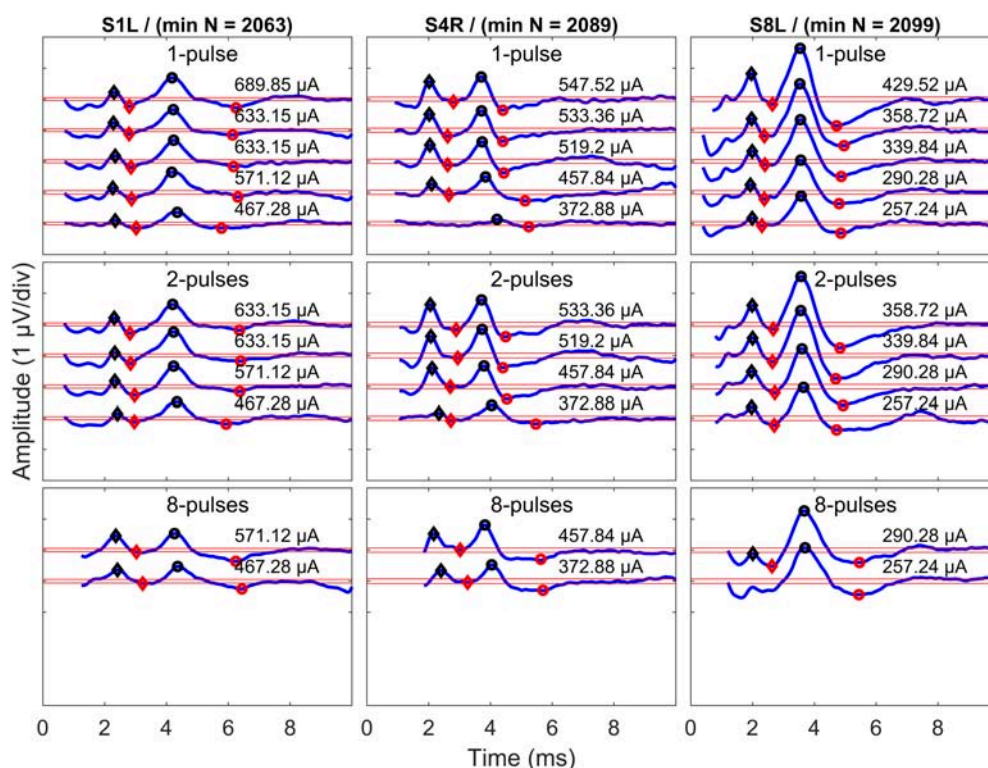 S1L / (min N = 2063)
S4R / (min N = 2089)
S8L / (min N = 2099)
Amplitude (1 µV/div)
1-pulse
689.85 µA
633.15 µA
633.15 µA
571.12 µA
467.28 µA
1-pulse
547.52 µA
533.36 µA
519.2 µA
457.84 µA
372.88 µA
1-pulse
429.52 µA
358.72 µA
339.84 µA
290.28 µA
257.24 µA
2-pulses
633.15 µA
633.15 µA
571.12 µA
467.28 µA
2-pulses
533.36 µA
519.2 µA
457.84 µA
372.88 µA
2-pulses
358.72 µA
339.84 µA
290.28 µA
257.24 µA
8-pulses
571.12 µA
467.28 µA
8-pulses
457.84 µA
372.88 µA
8-pulses
290.28 µA
257.24 µA
0 2 4 6 8
0 2 4 6 8
0 2 4 6 8
Time (ms)